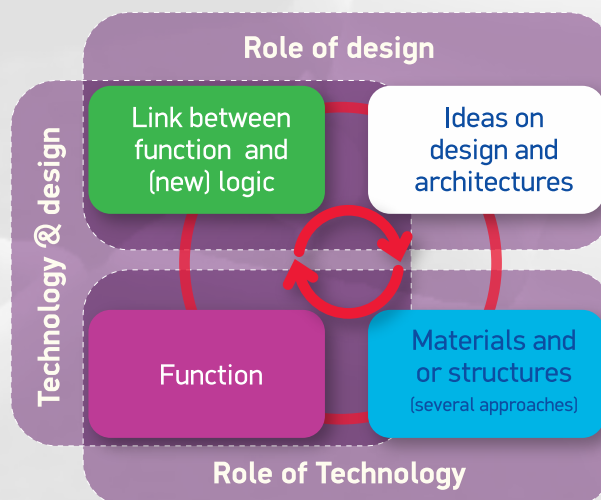 Role of design
Technology & design
Link between
function and
(new) logic
Ideas on
design and
architectures
Function
Materials and
or structures
(several approaches)
Role of Technology